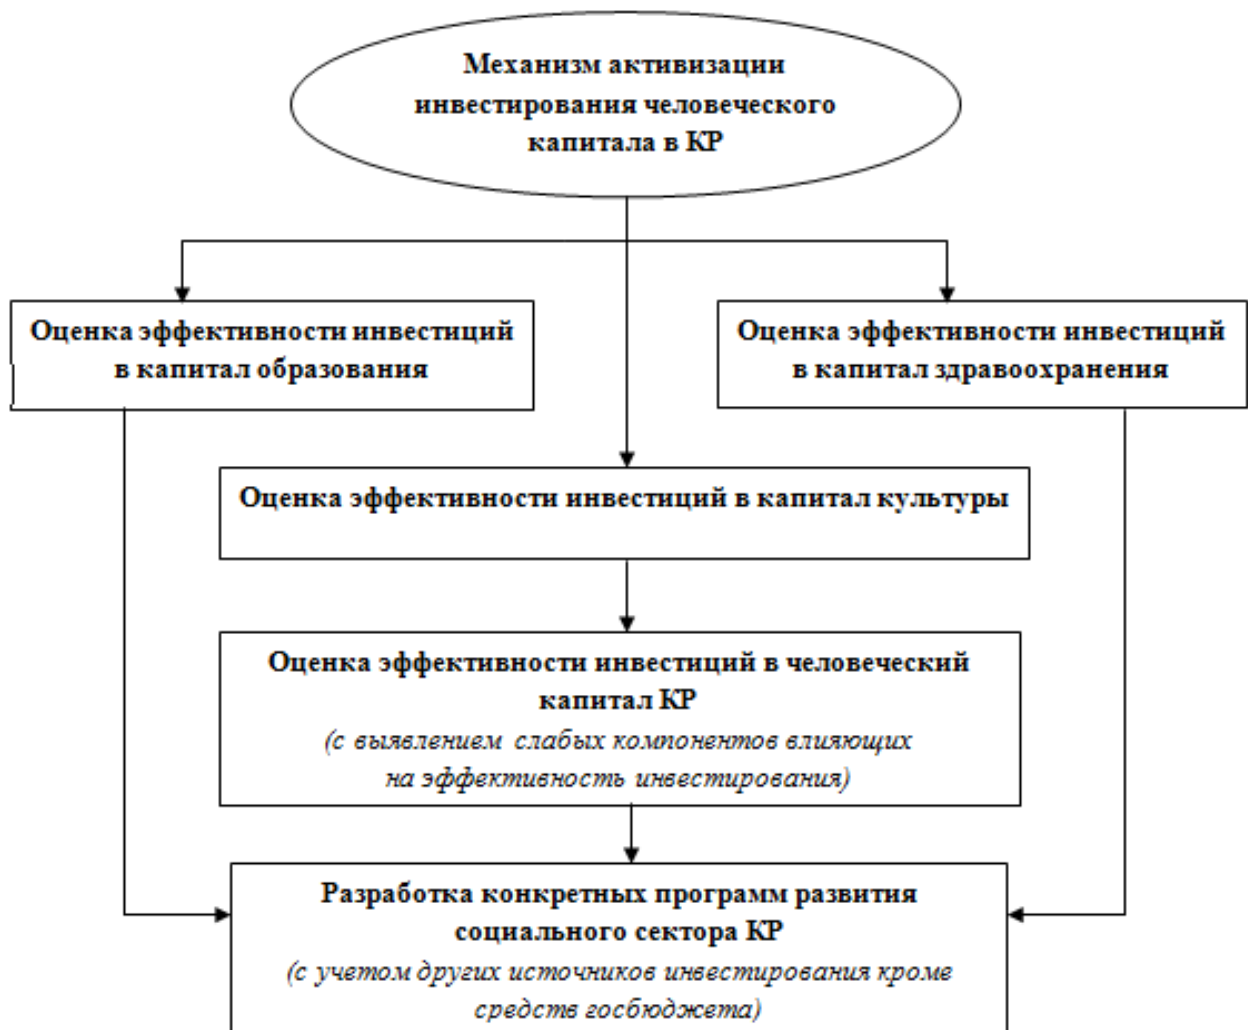 Механизм активизации
инвестирования человеческого
капитала в КР
Оценка эффективности инвестиций
в капитал образования
Оценка эффективности инвестиций
в капитал здравоохранения
Оценка эффективности инвестиций в капитал культуры
Оценка эффективности инвестиций в человеческий
капитал КР
(с выявлением слабых компонентов влияющих
на эффективность инвестирования)
Разработка конкретных программ развития
социального сектора КР
(с учетом других источников инвестирования кроме
средств госбюджета)